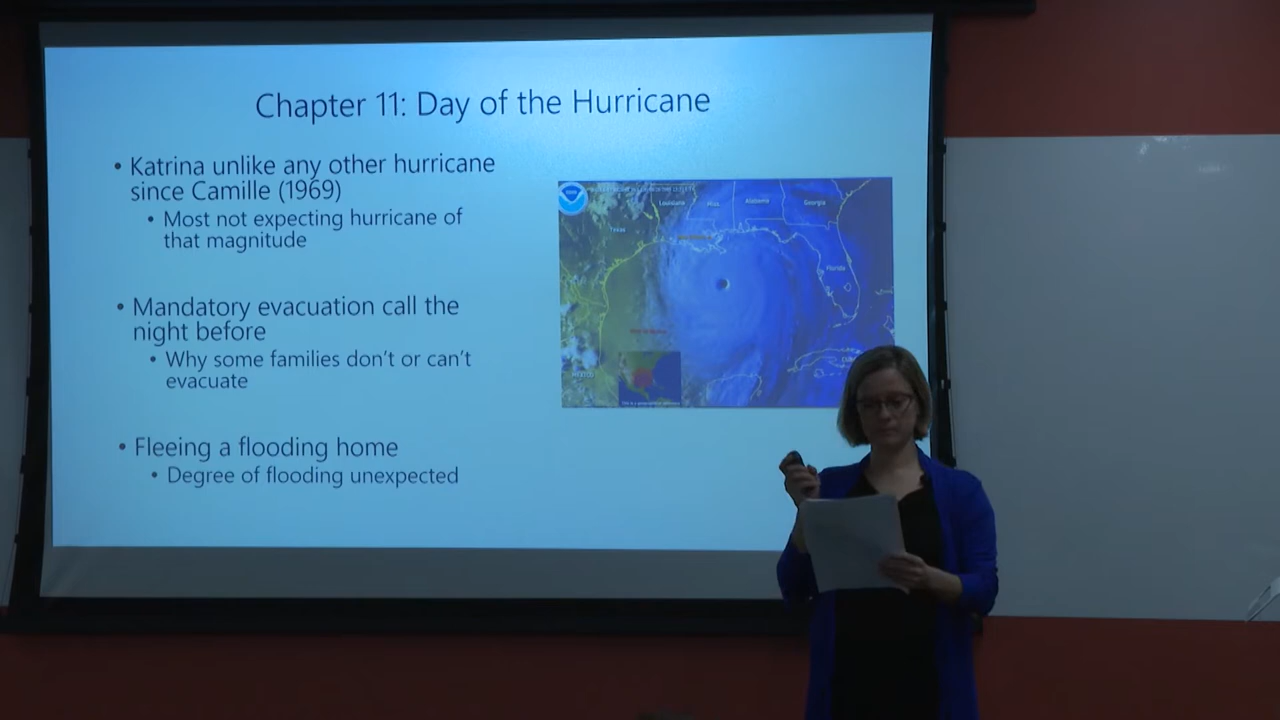 Chapter 11: Day of the Hurricane
• Katrina unlike any other hurricane
since Camille (1969)
• Most not expecting hurricane of
that magnitude
• Mandatory evacuation call the
night before
• Why some families don't or can't
evacuate
• Fleeing a flooding home
• Degree of flooding unexpected
Louisiana
Miss.
Alabama
Georgia
Texas
Florida